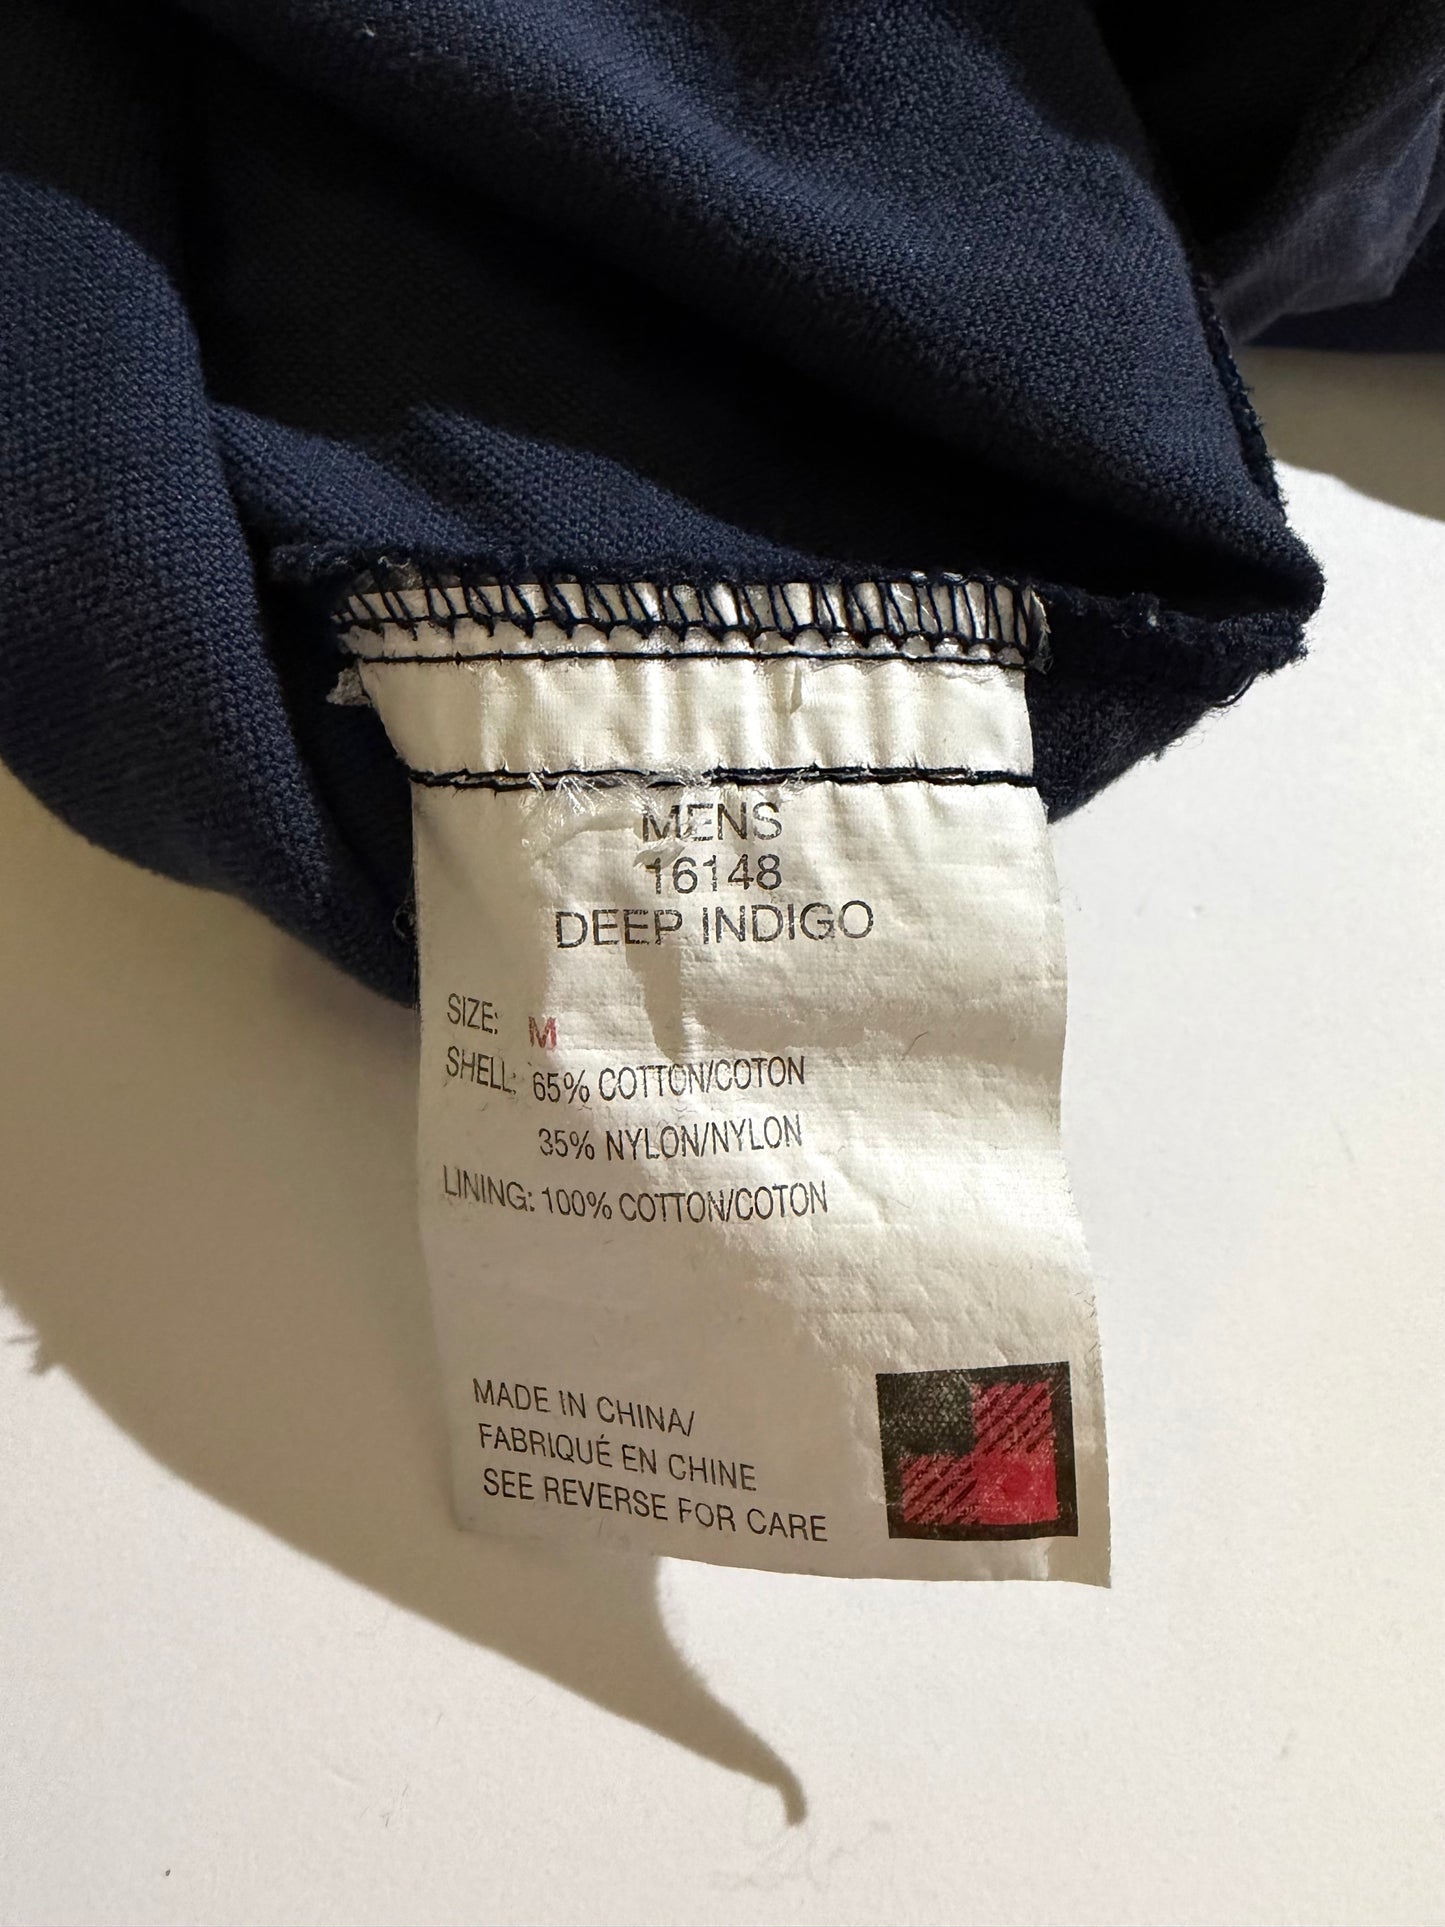 MENS
16148
DEEP INDIGO
SIZE: M
SHELL: 65% COTTON/COTON
35% NYLON/NYLON
LINING: 100% COTTON/COTON
MADE IN CHINA/
FABRIQUÉ EN CHINE
SEE REVERSE FOR CARE